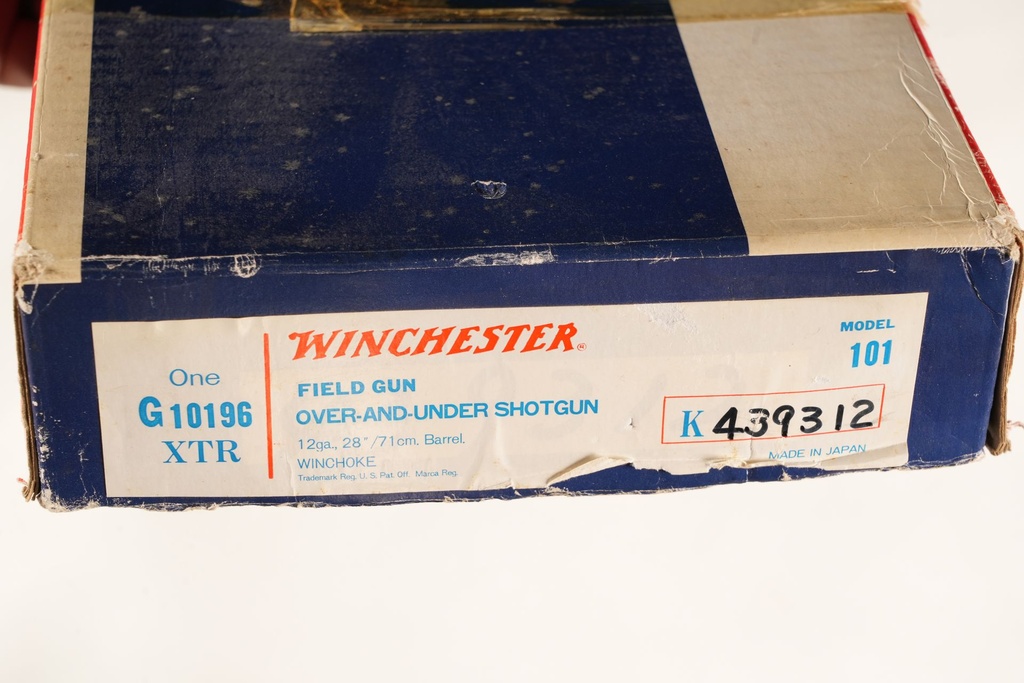 One
G10196
XTR
WINCHESTER®
FIELD GUN
OVER-AND-UNDER SHOTGUN
12ga., 28"/71cm. Barrel.
WINCHOKE
Trademark Reg. U.S. Pat. Off. Marca Reg.
MODEL
101
K 439312
MADE IN JAPAN